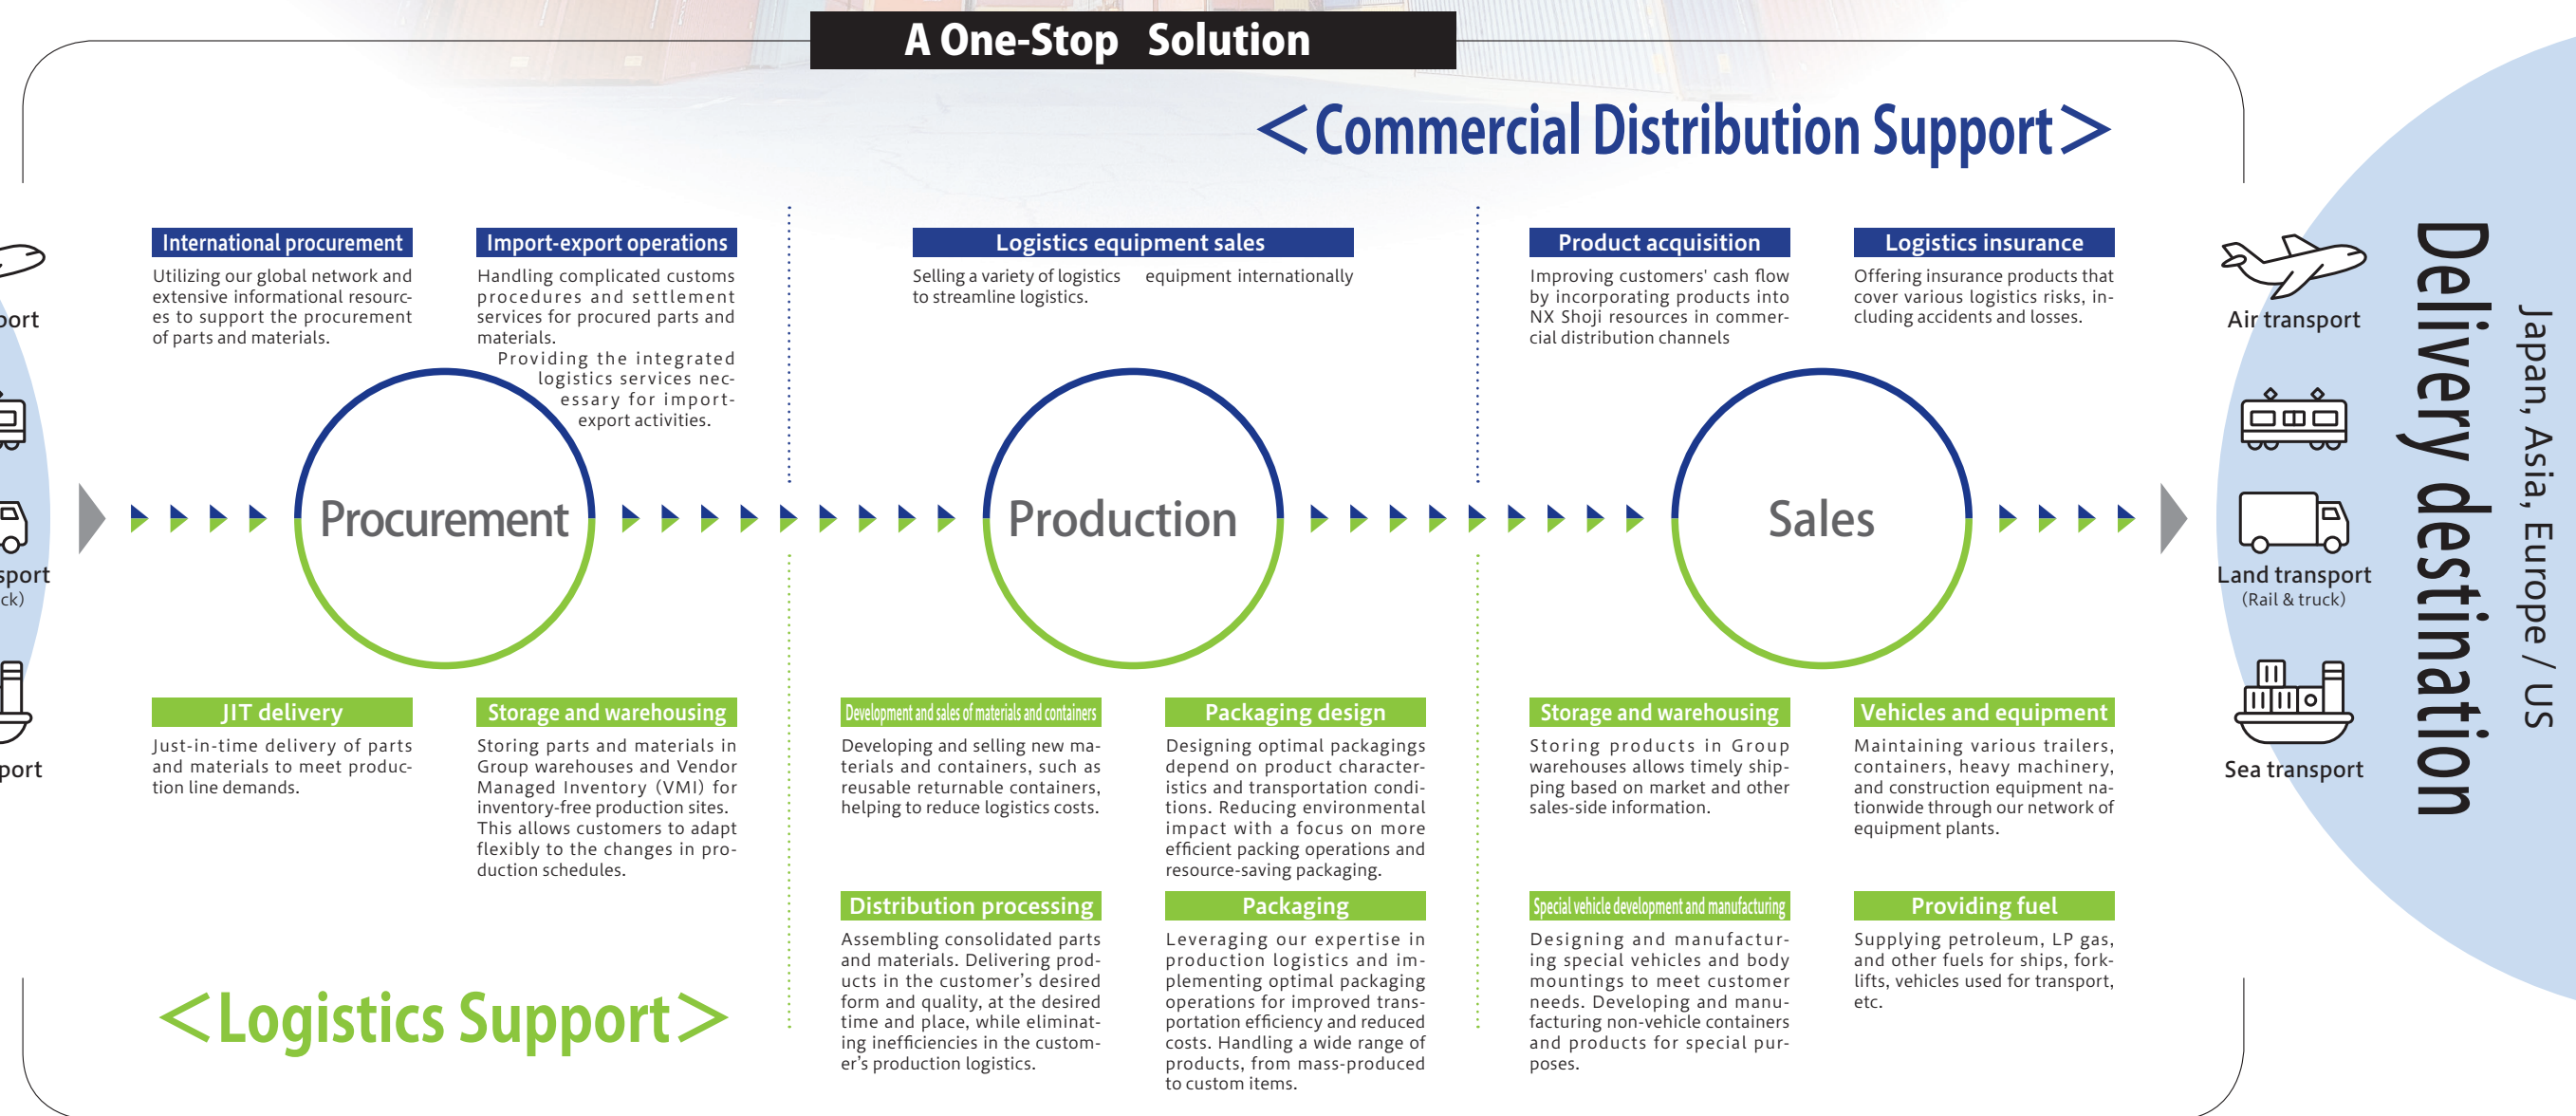 A One-Stop Solution
<Commercial Distribution Support>
International procurement
Utilizing our global network and
extensive informational resourc-
es to support the procurement
of parts and materials.
Import-export operations
Handling complicated customs
procedures and settlement
services for procured parts and
materials.
Providing the integrated
logistics services nec-
essary for import-
export activities.
Logistics equipment sales
Selling a variety of logistics equipment internationally
to streamline logistics.
Product acquisition
Improving customers' cash flow
by incorporating products into
NX Shoji resources in commer-
cial distribution channels
Logistics insurance
Offering insurance products that
cover various logistics risks, in-
cluding accidents and losses.
port
sport
ck)
port
Procurement
Production
Sales
Air transport
Land transport
(Rail & truck)
Sea transport
Delivery destination
Japan, Asia, Europe / US
JIT delivery
Just-in-time delivery of parts
and materials to meet produc-
tion line demands.
Storage and warehousing
Storing parts and materials in
Group warehouses and Vendor
Managed Inventory (VMI) for
inventory-free production sites.
This allows customers to adapt
flexibly to the changes in pro-
duction schedules.
Development and sales of materials and containers
Developing and selling new ma-
terials and containers, such as
reusable returnable containers,
helping to reduce logistics costs.
Packaging design
Designing optimal packagings
depend on product character-
istics and transportation condi-
tions. Reducing environmental
impact with a focus on more
efficient packing operations and
resource-saving packaging.
Distribution processing
Assembling consolidated parts
and materials. Delivering prod-
ucts in the customer's desired
form and quality, at the desired
time and place, while eliminat-
ing inefficiencies in the custom-
er's production logistics.
Packaging
Leveraging our expertise in
production logistics and im-
plementing optimal packaging
operations for improved trans-
portation efficiency and reduced
costs. Handling a wide range of
products, from mass-produced
to custom items.
Storage and warehousing
Storing products in Group
warehouses allows timely ship-
ping based on market and other
sales-side information.
Vehicles and equipment
Maintaining various trailers,
containers, heavy machinery,
and construction equipment na-
tionwide through our network of
equipment plants.
Special vehicle development and manufacturing
Designing and manufactur-
ing special vehicles and body
mountings to meet customer
needs. Developing and manu-
facturing non-vehicle containers
and products for special pur-
poses.
Providing fuel
Supplying petroleum, LP gas,
and other fuels for ships, fork-
lifts, vehicles used for transport,
etc.
<Logistics Support>